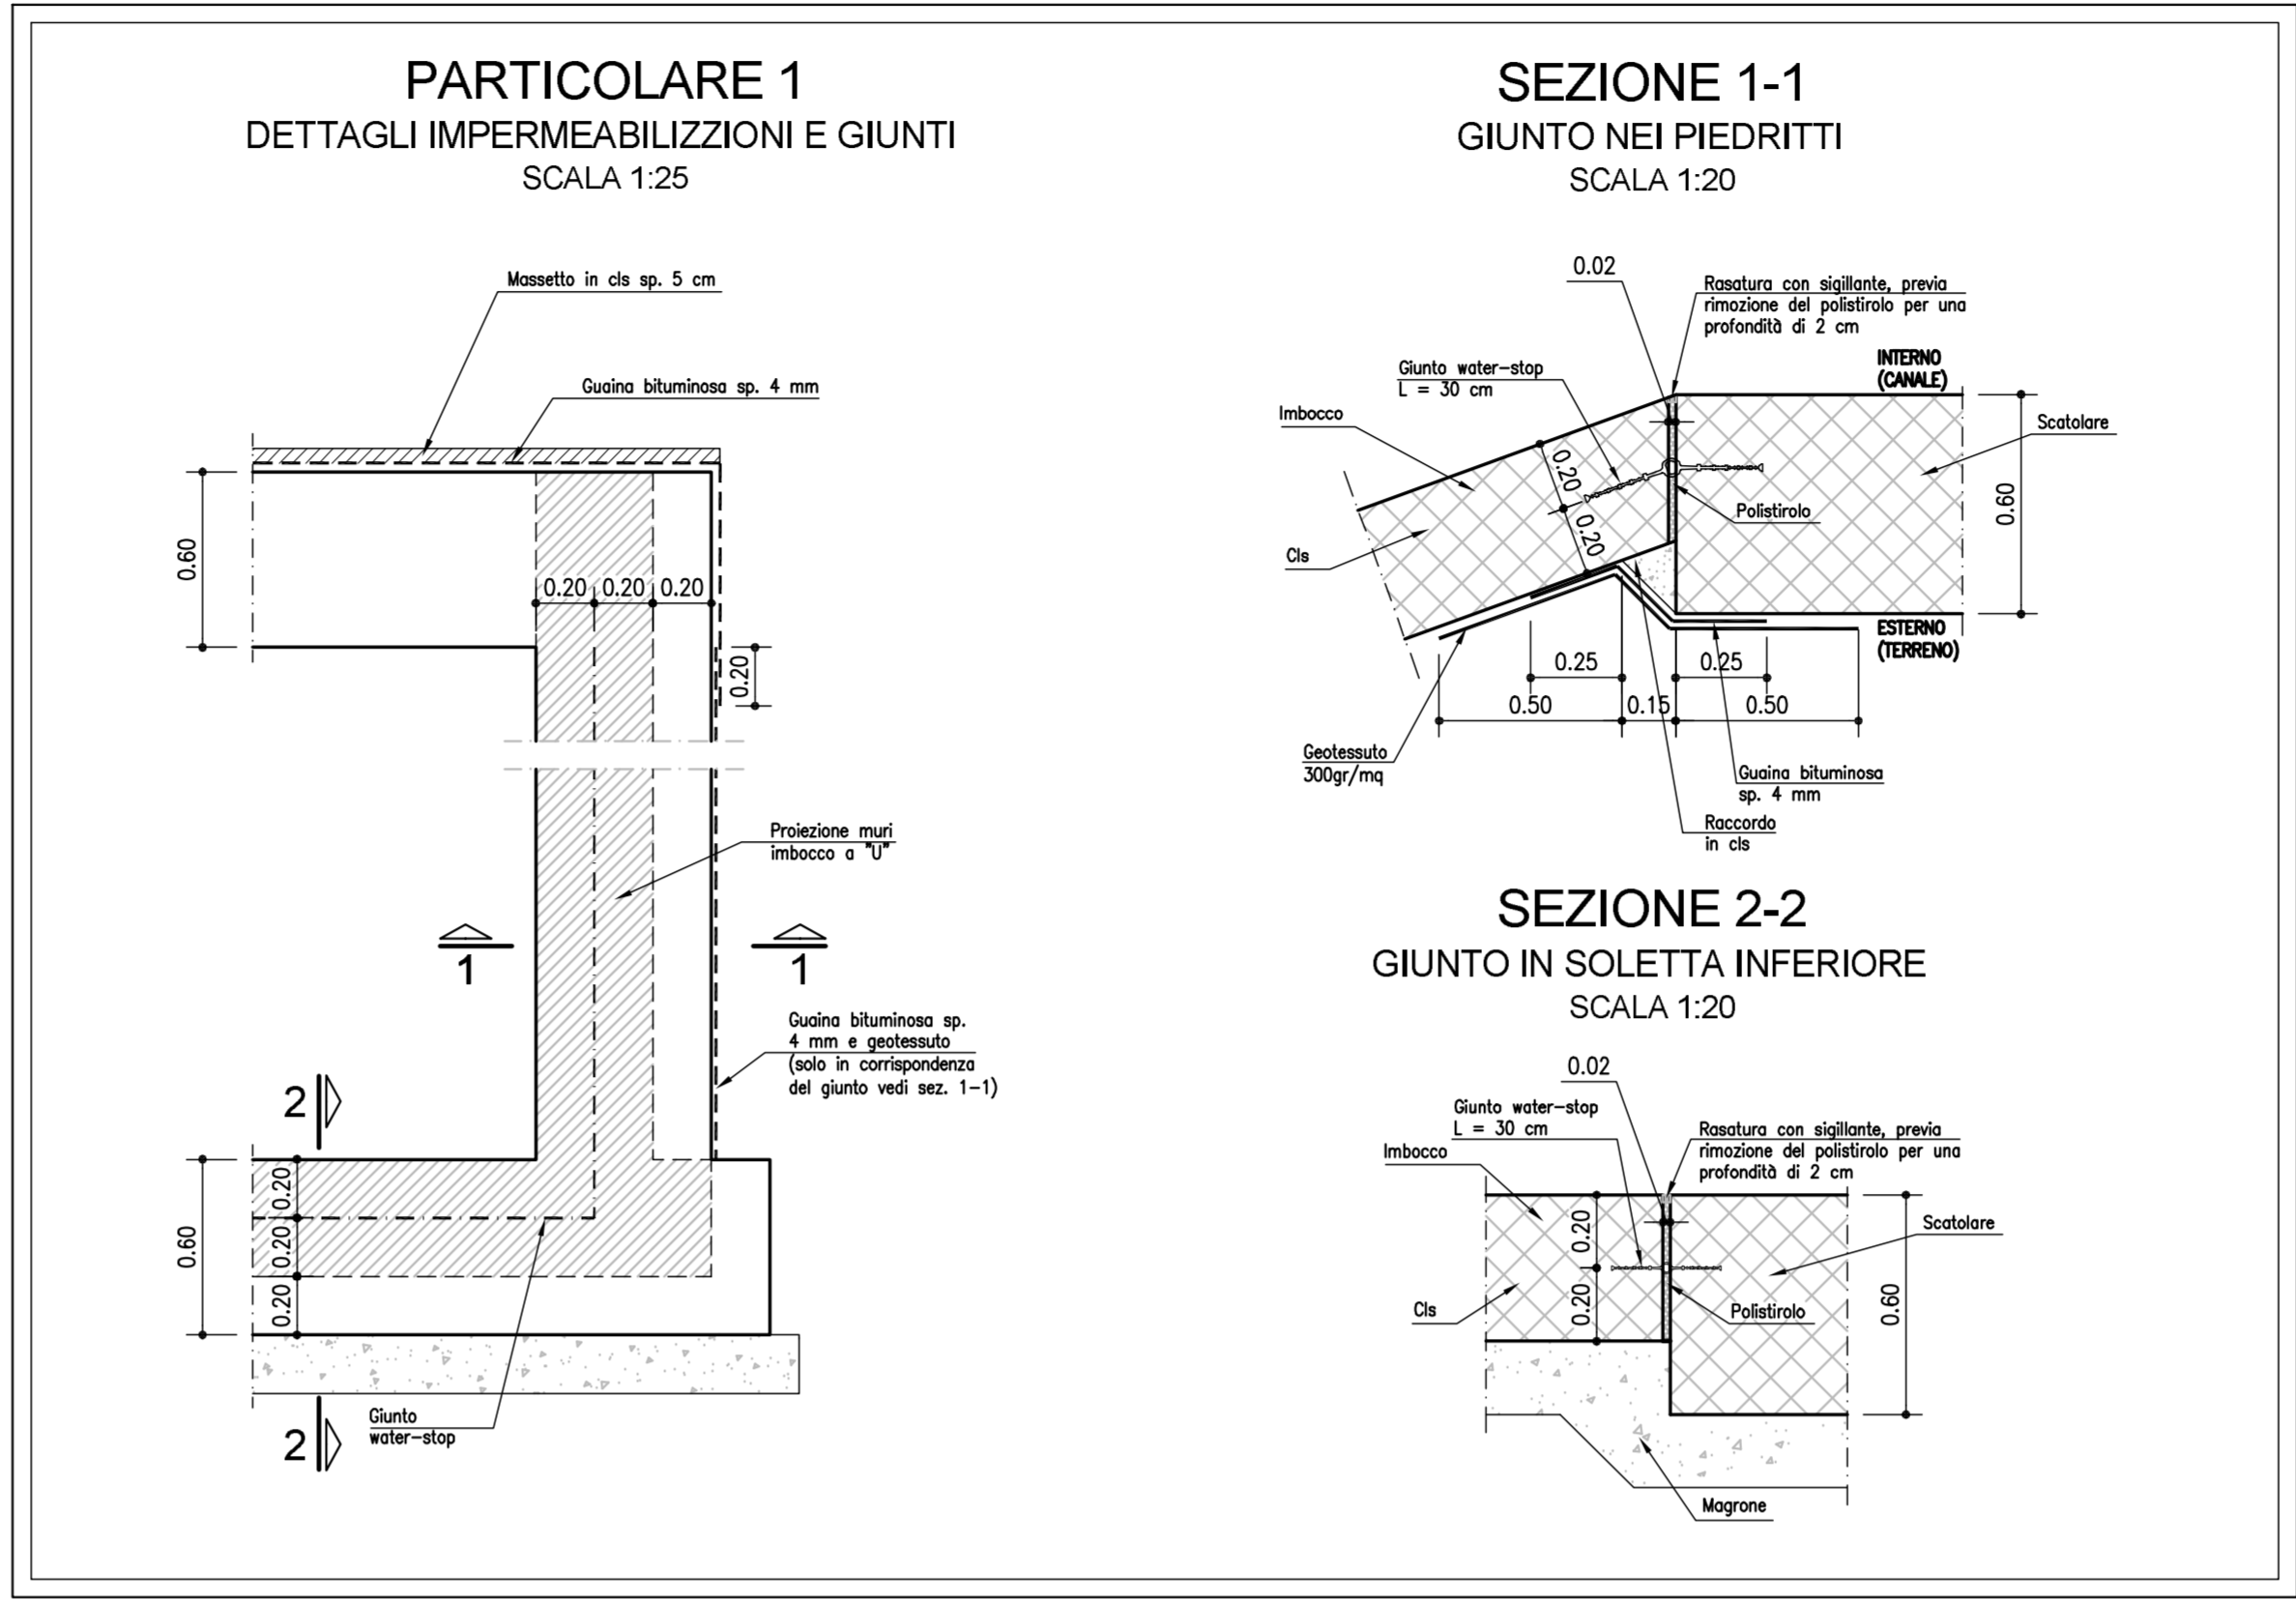 PARTICOLARE 1
DETTAGLI IMPERMEABILIZZIONI E GIUNTI
SCALA 1:25
Massetto in cls sp. 5 cm
Guaina bituminosa sp. 4 mm
0.60
0.20 0.20 0.20
0.20
Proiezione muri
imbocco a "U"
1
1
Guaina bituminosa sp.
4 mm e geotessuto
(solo in corrispondenza
del giunto vedi sez. 1-1)
2
0.60
0.20
0.20
0.20
2
Giunto
water-stop
SEZIONE 1-1
GIUNTO NEI PIEDRITTI
SCALA 1:20
0.02
Rasatura con sigillante, previa
rimozione del polistirolo per una
profondità di 2 cm
INTERNO
(CANALE)
Giunto water-stop
L = 30 cm
Imbocco
Scatolare
0.20
0.20
Polistirolo
0.60
Cls
ESTERNO
(TERRENO)
0.25
0.25
0.50
0.15
0.50
Geotessuto
300gr/mq
Guaina bituminosa
sp. 4 mm
Raccordo
in cls
SEZIONE 2-2
GIUNTO IN SOLETTA INFERIORE
SCALA 1:20
0.02
Giunto water-stop
L = 30 cm
Rasatura con sigillante, previa
rimozione del polistirolo per una
profondità di 2 cm
Imbocco
Scatolare
0.20
0.20
Cls
Polistirolo
0.60
Magrone